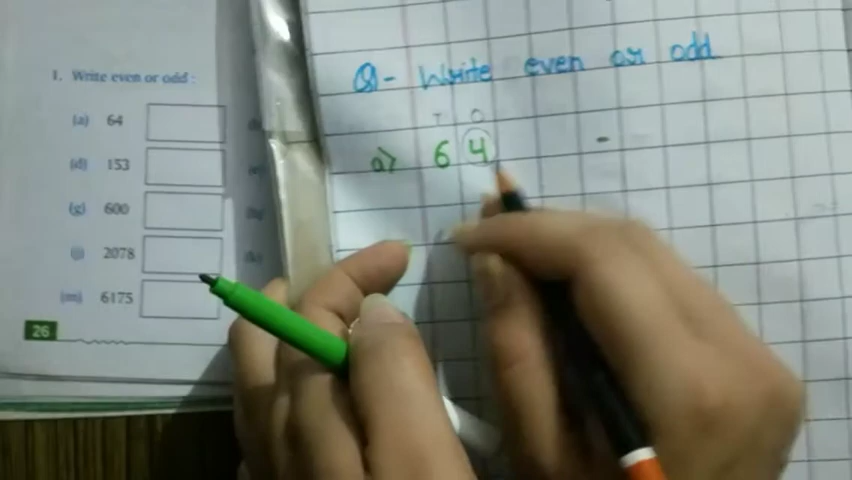 1. Write even or odd :
(a) 64
(d) 153
(g) 600
(j) 2078
(m) 6175
26
Q - Write even or odd
T O
a> 6 4